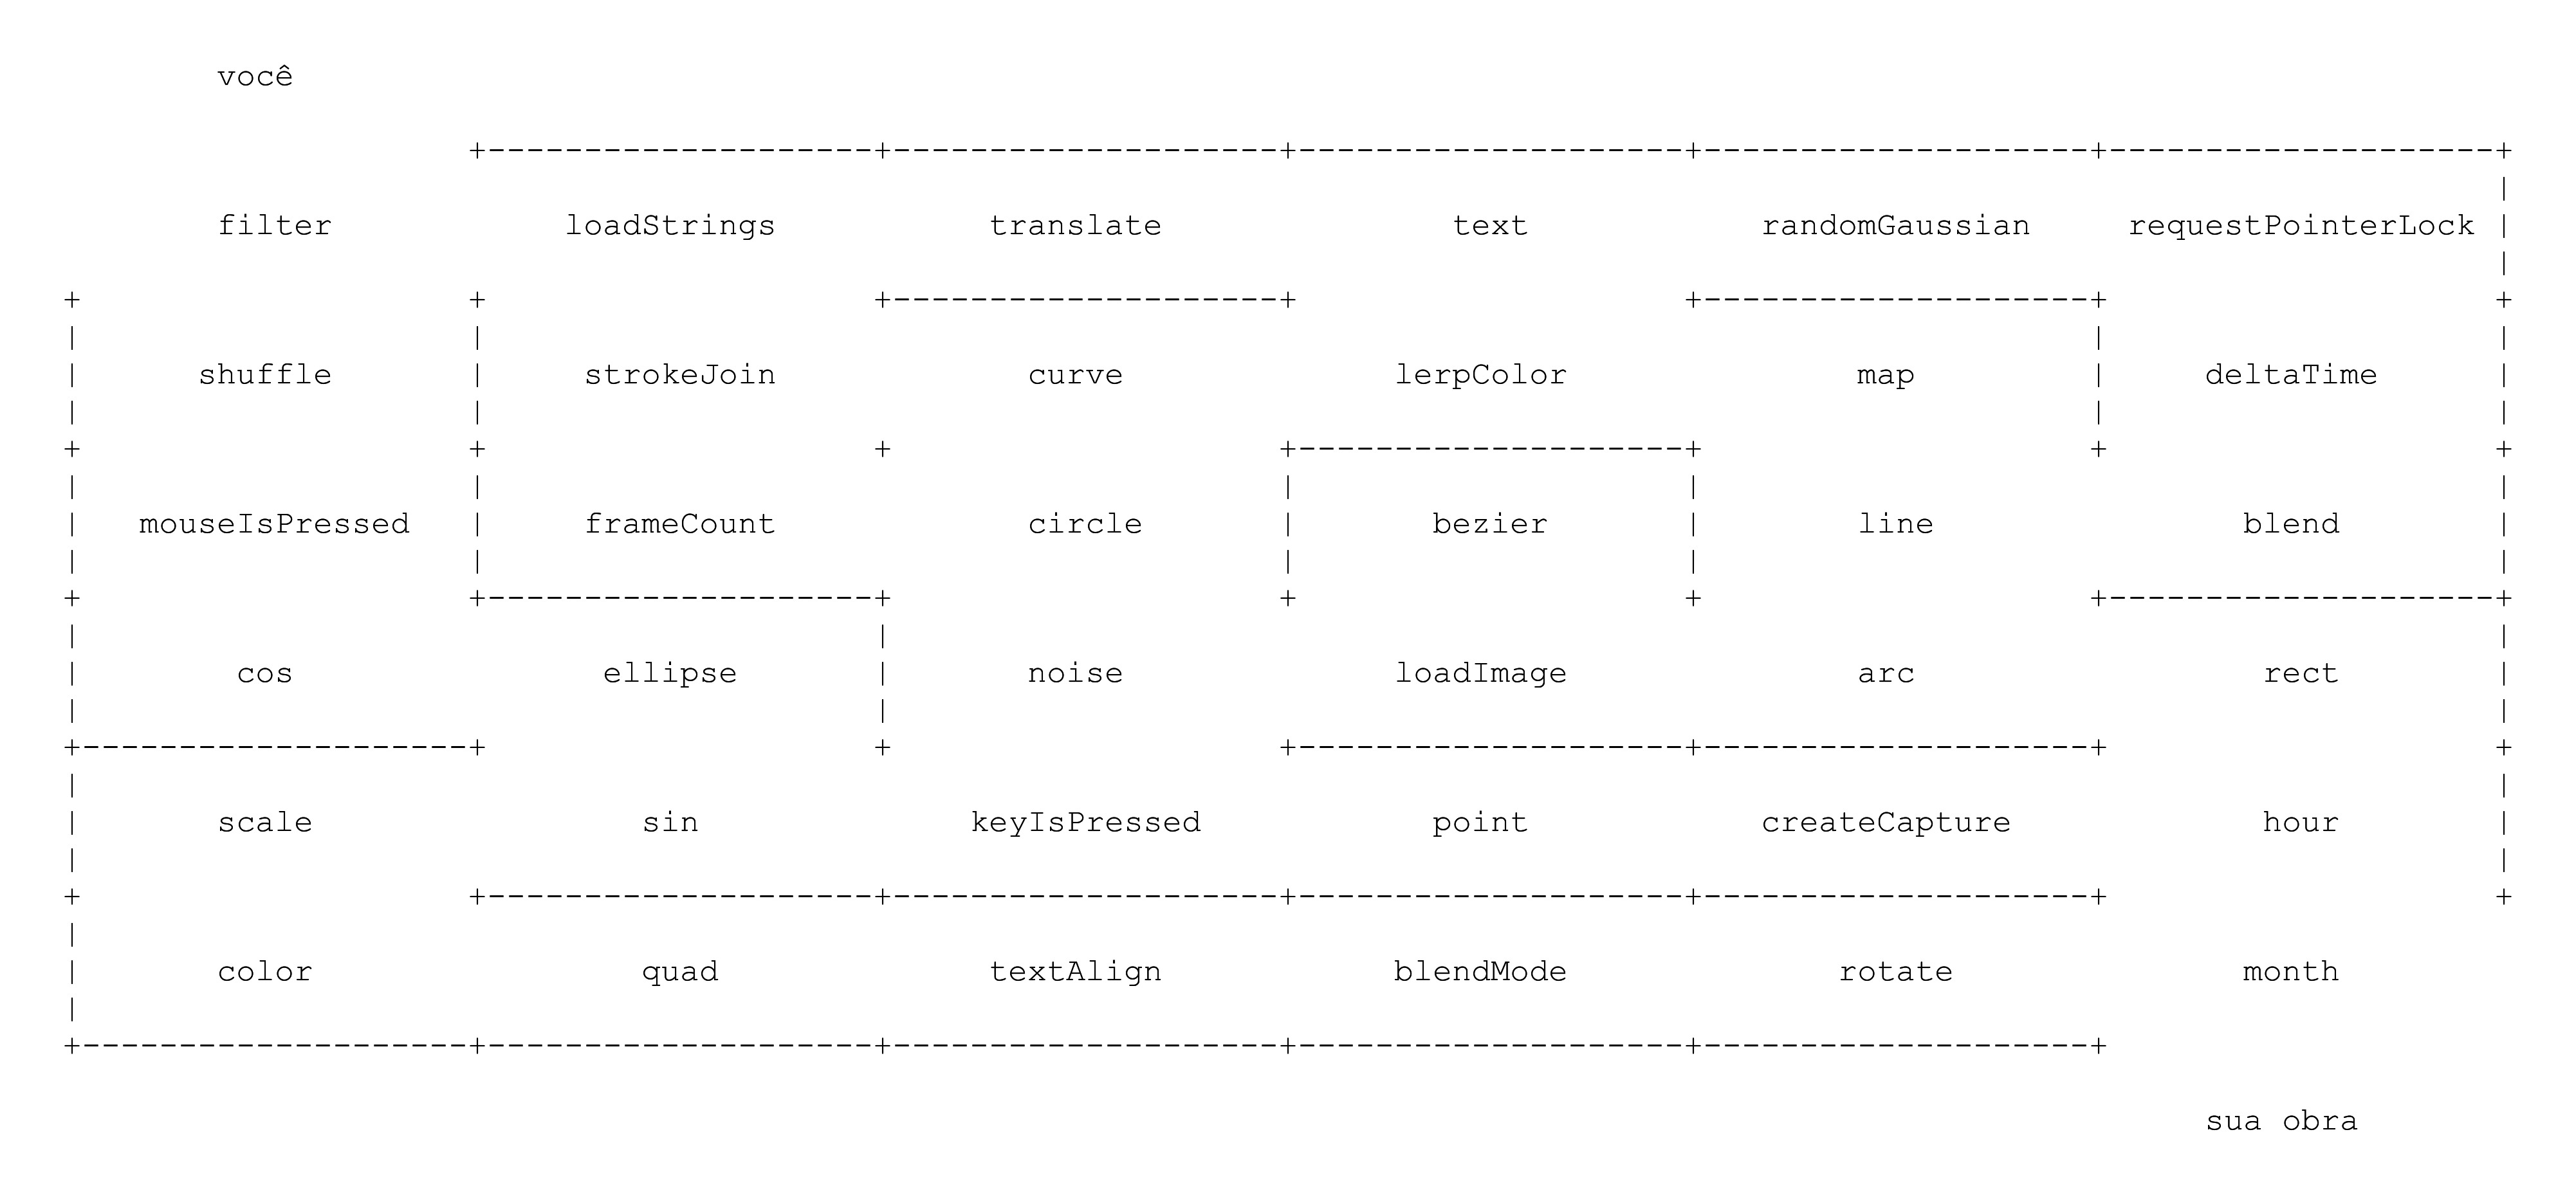 você
+--------------------+--------------------+--------------------+--------------------+--------------------+
|
filter loadStrings translate text randomGaussian requestPointerLock |
|
+ + +--------------------+ +--------------------+ +
| | | |
| shuffle | strokeJoin curve lerpColor map | deltaTime |
| | | |
+ + + +--------------------+ + +
| | | | |
| mouseIsPressed | frameCount circle | bezier | line blend |
| | | | |
+ +--------------------+ + + +--------------------+
| | |
| cos ellipse | noise loadImage arc rect |
| | |
+--------------------+ + +--------------------+--------------------+ +
| |
| scale sin keyIsPressed point createCapture hour |
| |
+ +--------------------+--------------------+--------------------+--------------------+ +
|
| color quad textAlign blendMode rotate month
|
+--------------------+--------------------+--------------------+--------------------+--------------------+
sua obra